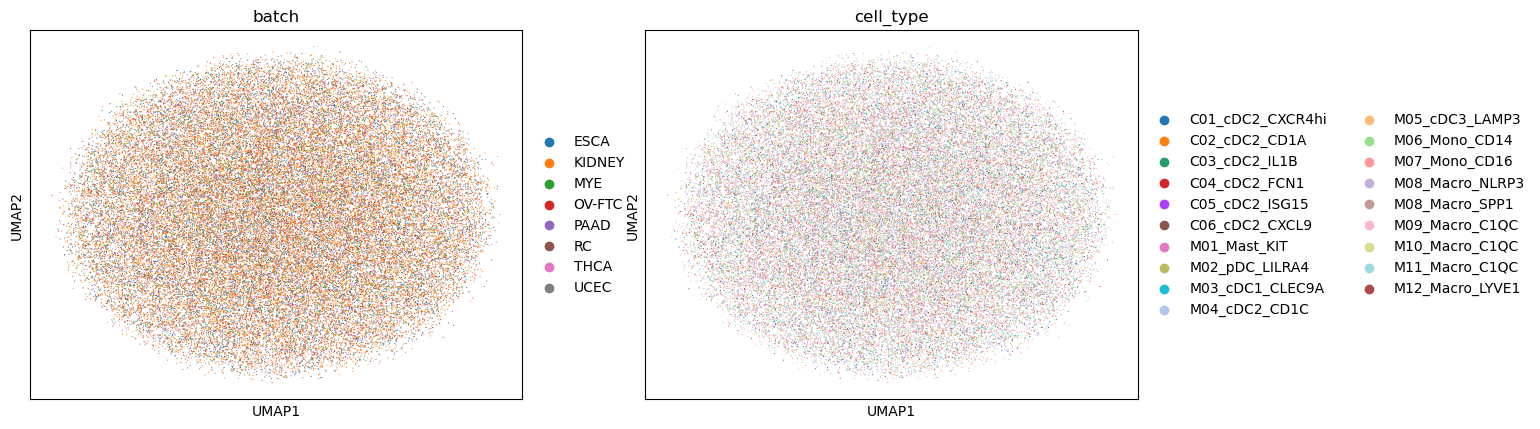 batch
UMAP2
UMAP1
ESCA
KIDNEY
MYE
OV-FTC
PAAD
RC
THCA
UCEC
cell_type
UMAP2
UMAP1
C01_cDC2_CXCR4hi
C02_cDC2_CD1A
C03_cDC2_IL1B
C04_cDC2_FCN1
C05_cDC2_ISG15
C06_cDC2_CXCL9
M01_Mast_KIT
M02_pDC_LILRA4
M03_cDC1_CLEC9A
M04_cDC2_CD1C
M05_cDC3_LAMP3
M06_Mono_CD14
M07_Mono_CD16
M08_Macro_NLRP3
M08_Macro_SPP1
M09_Macro_C1QC
M10_Macro_C1QC
M11_Macro_C1QC
M12_Macro_LYVE1